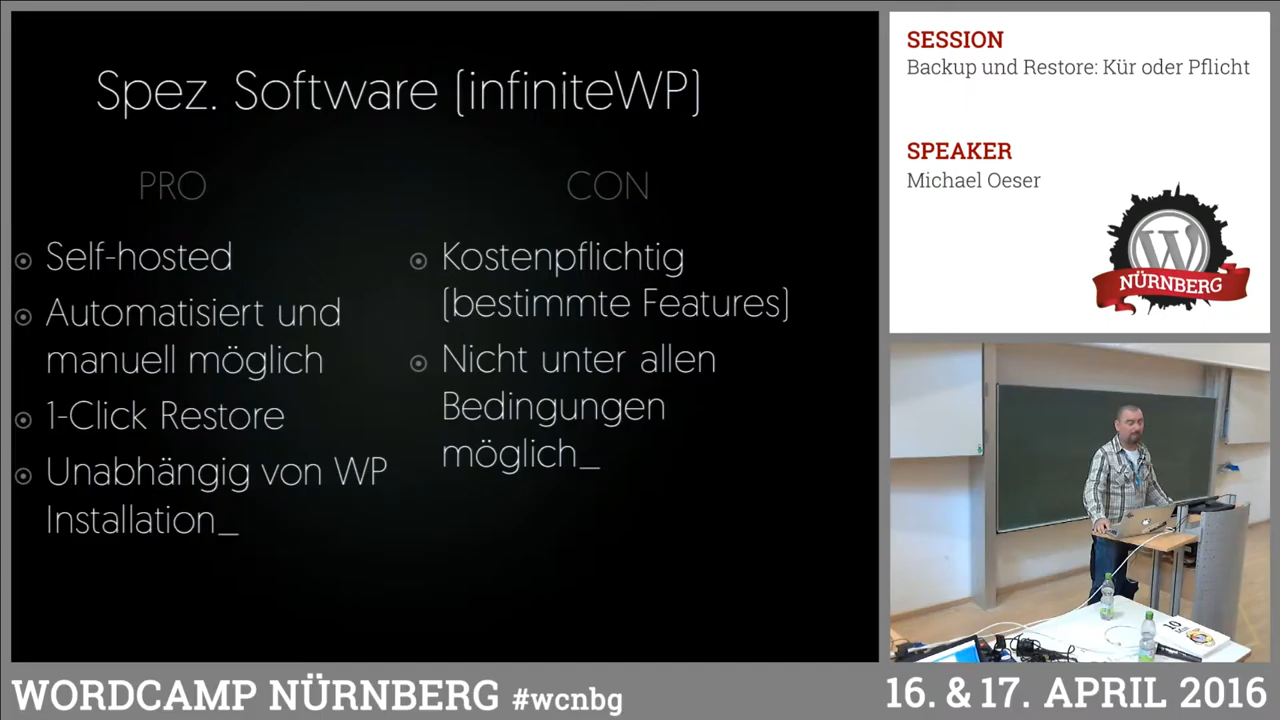 Spez. Software (infiniteWP)
PRO
Self-hosted
Automatisiert und
manuell möglich
1-Click Restore
Unabhängig von WP
Installation_
CON
Kostenpflichtig
(bestimmte Features)
Nicht unter allen
Bedingungen
möglich_
SESSION
Backup und Restore: Kür oder Pflicht
SPEAKER
Michael Oeser
W
NÜRNBERG
10
WORDCAMP NÜRNBERG #wcnbg
16. & 17. APRIL 2016